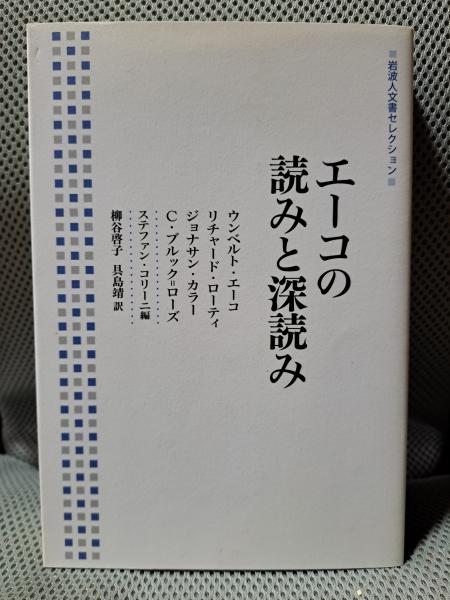 ■岩波人文書セレクション■
エーコの
読みと深読み
ウンベルト・エーコ
リチャード・ローティ
ジョナサン・カラー
C・ブルック=ローズ
ステファン・コリーニ編
柳谷啓子 具島靖 訳